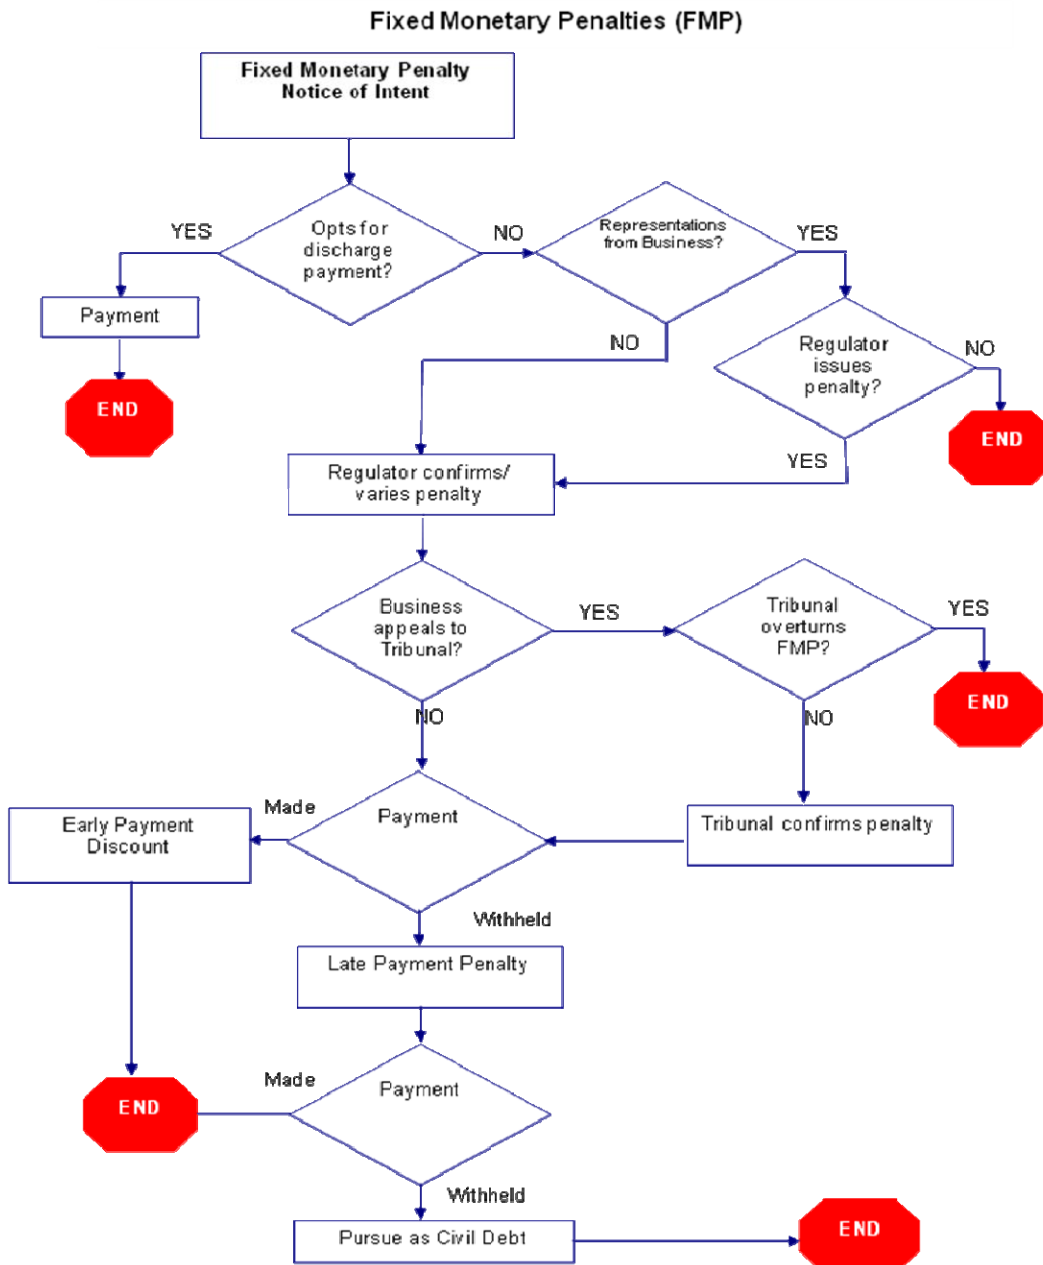 Fixed Monetary Penalties (FMP)
Fixed Monetary Penalty
Notice of Intent
YES
Opts for
discharge
payment?
NO
Representations
from Business?
YES
Payment
NO
Regulator
issues
penalty?
NO
END
END
YES
Regulator confirms/
varies penalty
Business
appeals to
Tribunal?
YES
Tribunal
overturns
FMP?
YES
END
NO
NO
Made
Payment
Early Payment
Discount
Tribunal confirms penalty
Withheld
Late Payment Penalty
Made
Payment
END
Withheld
Pursue as Civil Debt
END